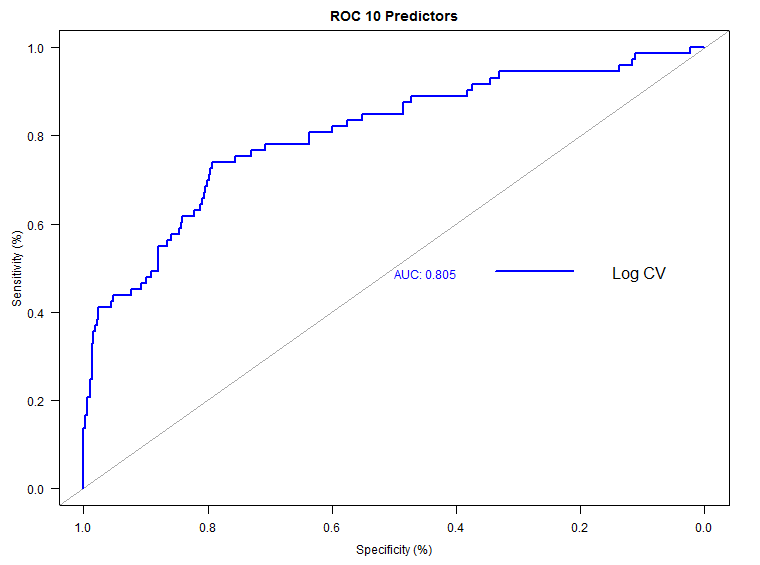 ROC 10 Predictors
Sensitivity (%)
1.0
0.8
0.6
0.4
0.2
0.0
AUC: 0.805
Log CV
1.0 0.8 0.6 0.4 0.2 0.0
Specificity (%)